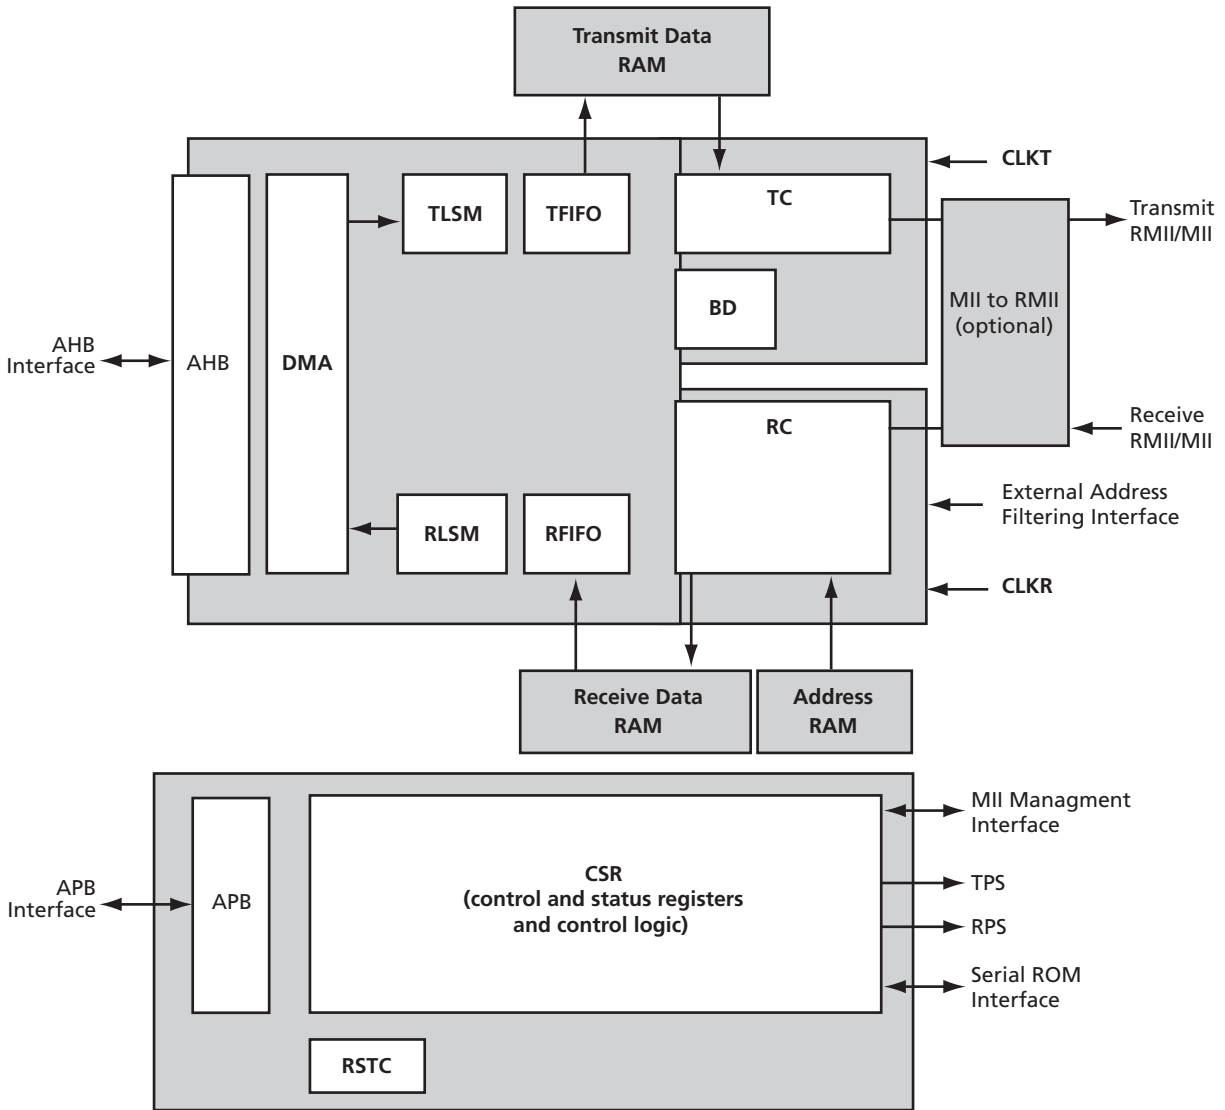 Transmit Data
RAM
CLKT
TLSM
TFIFO
TC
Transmit
RMII/MII
BD
MII to RMII
(optional)
AHB
Interface
AHB
DMA
RC
Receive
RMII/MII
External Address
Filtering Interface
RLSM
RFIFO
CLKR
Receive Data
RAM
Address
RAM
MII Managment
Interface
CSR
(control and status registers
and control logic)
TPS
APB
Interface
APB
RPS
Serial ROM
Interface
RSTC